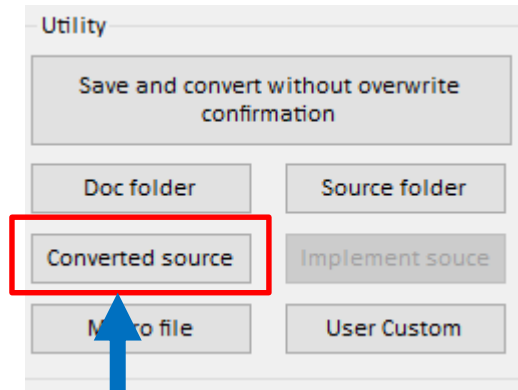 Utility
Save and convert without overwrite
confirmation
Doc folder
Source folder
Converted source
Implement souce
file
User Custom